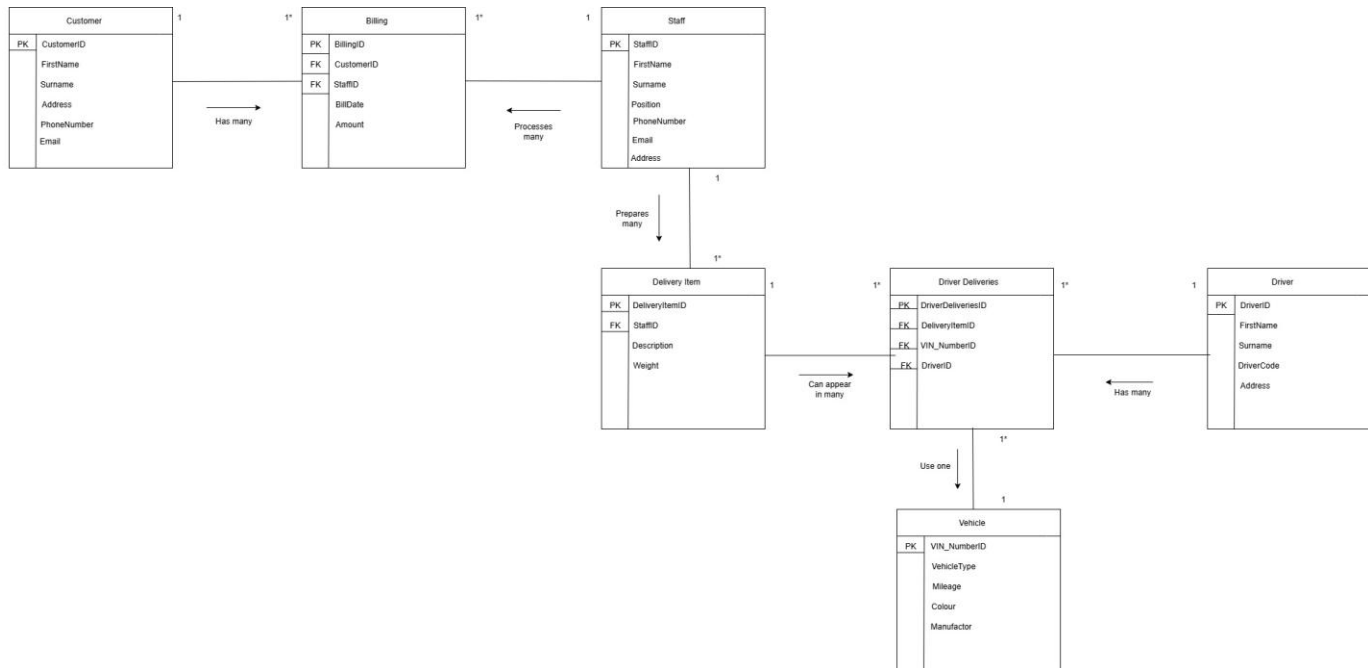 Customer
PK CustomerID
FirstName
Surname
Address
PhoneNumber
Email
1
1*
Has many
Billing
PK BillingID
FK CustomerID
FK StaffID
BillDate
Amount
1*
1
Processes
many
Staff
PK StaffID
FirstName
Surname
Position
PhoneNumber
Email
Address
1
Prepares
many
1*
Delivery Item
PK DeliveryItemID
FK StaffID
Description
Weight
1
1*
Can appear
in many
Driver Deliveries
PK DriverDeliveriesID
FK DeliveryItemID
FK VIN_NumberID
FK DriverID
1*
1
Has many
Driver
PK DriverID
FirstName
Surname
DriverCode
Address
1*
Use one
1
Vehicle
PK VIN_NumberID
VehicleType
Mileage
Colour
Manufactor